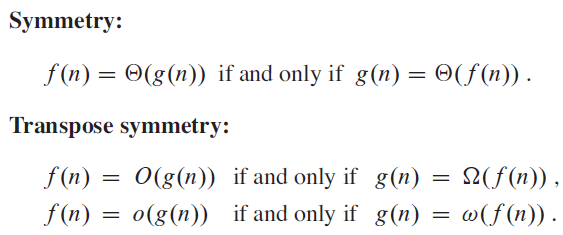 Symmetry:
f(n) = Θ(g(n)) if and only if g(n) = Θ(f(n)) .
Transpose symmetry:
f(n) = O(g(n)) if and only if g(n) = Ω(f(n)) ,
f(n) = o(g(n)) if and only if g(n) = ω(f(n)) .